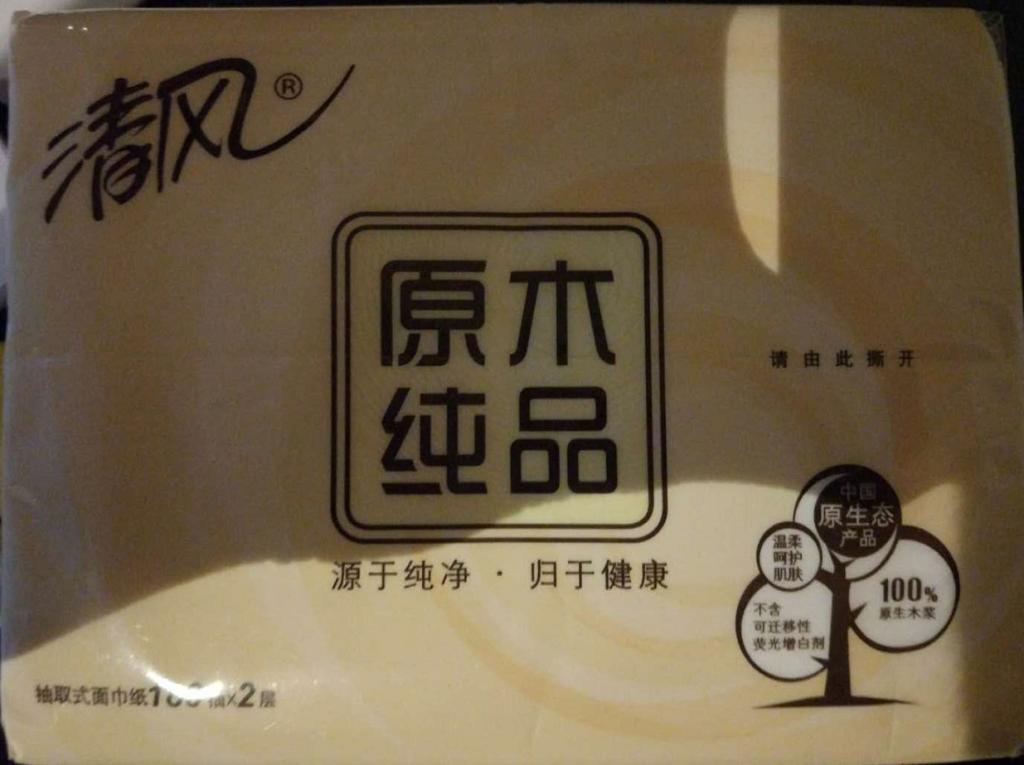 清风®
原木
纯品
源于纯净·归于健康
请由此撕开
中国
原生态
产品
温柔
呵护
肌肤
100%
原生木浆
不含
可迁移性
荧光增白剂
抽取式面巾纸 抽×2层